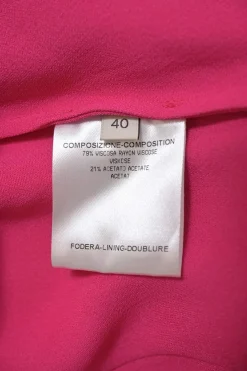 40
COMPOSIZIONE-COMPOSITION
79% VISCOSA RAYON VISCOSE
VISKOSE
21% ACETATO ACETATE
ACETAT
FODERA-LINING-DOUBLURE